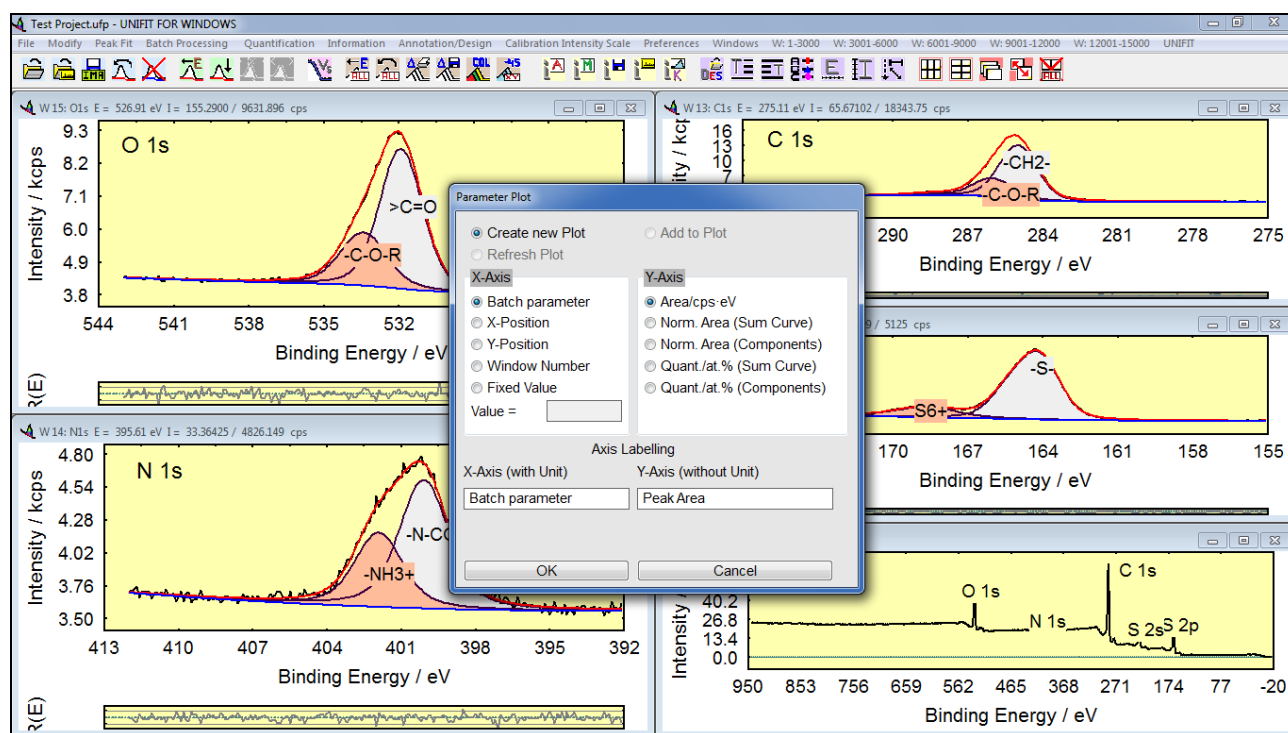 Test Project.ufp - UNIFIT FOR WINDOWS
File Modify Peak Fit Batch Processing Quantification Information Annotation/Design Calibration Intensity Scale Preferences Windows W: 1-3000 W: 3001-6000 W: 6001-9000 W: 9001-12000 W: 12001-15000 UNIFIT
W 15: O1s E = 526.91 eV I = 155.2900 / 9631.896 cps
O 1s
Intensity / kcps
9.3
8.2
7.1
6.0
4.9
3.8
>C=O
-C-O-R
544 541 538 535 532
Binding Energy / eV
R(E)
W 14: N1s E = 395.61 eV I = 33.36425 / 4826.149 cps
N 1s
Intensity / kcps
4.80
4.54
4.28
4.02
3.76
3.50
-NH3+
413 410 407 404 401 398 395 392
Binding Energy / eV
R(E)
W 13: C1s E = 275.11 eV I = 65.67102 / 18343.75 cps
C 1s
16
13
10
7
-CH2-
-C-O-R
290 287 284 281 278 275
Binding Energy / eV
/ 5125 cps
-S-
S6+
170 167 164 161 158 155
Binding Energy / eV
Intensity /
40.2
26.8
13.4
0.0
O 1s
N 1s
C 1s
S 2s
S 2p
950 853 756 659 562 465 368 271 174 77 -20
Binding Energy / eV
Parameter Plot
Create new Plot
Add to Plot
Refresh Plot
X-Axis
Batch parameter
X-Position
Y-Position
Window Number
Fixed Value
Value =
Y-Axis
Area/cps·eV
Norm. Area (Sum Curve)
Norm. Area (Components)
Quant./at.% (Sum Curve)
Quant./at.% (Components)
Axis Labelling
X-Axis (with Unit)
Y-Axis (without Unit)
Batch parameter
Peak Area
OK
Cancel